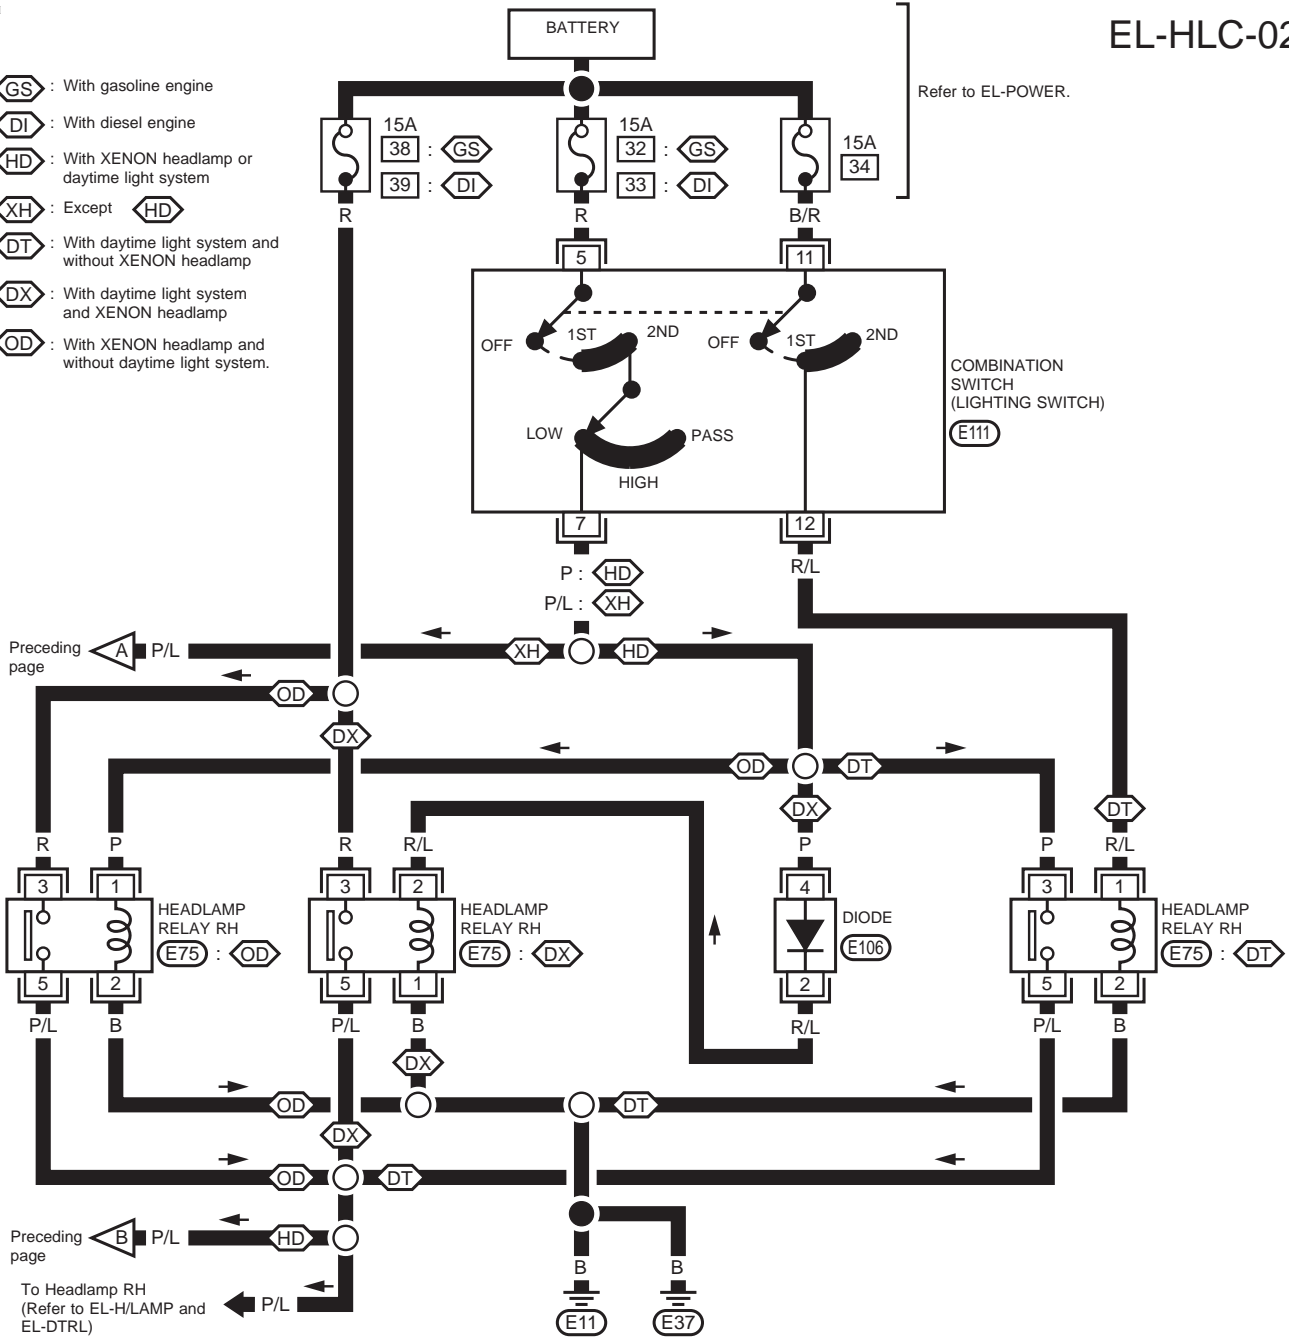 BATTERY
EL-HLC-02
Refer to EL-POWER.
GS : With gasoline engine
DI : With diesel engine
HD : With XENON headlamp or
daytime light system
XH : Except HD
DT : With daytime light system and
without XENON headlamp
DX : With daytime light system
and XENON headlamp
OD : With XENON headlamp and
without daytime light system.
15A
38 : GS
39 : DI
15A
32 : GS
33 : DI
15A
34
R
R
B/R
5
11
OFF
1ST
2ND
OFF
1ST
2ND
LOW
PASS
HIGH
COMBINATION
SWITCH
(LIGHTING SWITCH)
E111
7
12
P : HD
P/L : XH
R/L
Preceding
page
A
P/L
XH
HD
OD
DX
OD
DT
DX
DT
R
P
R
R/L
P
P
R/L
3
1
3
2
4
3
1
HEADLAMP
RELAY RH
E75 : OD
HEADLAMP
RELAY RH
E75 : DX
DIODE
E106
HEADLAMP
RELAY RH
E75 : DT
5
2
5
1
2
5
2
P/L
B
P/L
B
R/L
P/L
B
DX
OD
DT
DX
OD
DT
Preceding
page
B
P/L
HD
To Headlamp RH
(Refer to EL-H/LAMP and
EL-DTRL)
P/L
B
B
E11
E37